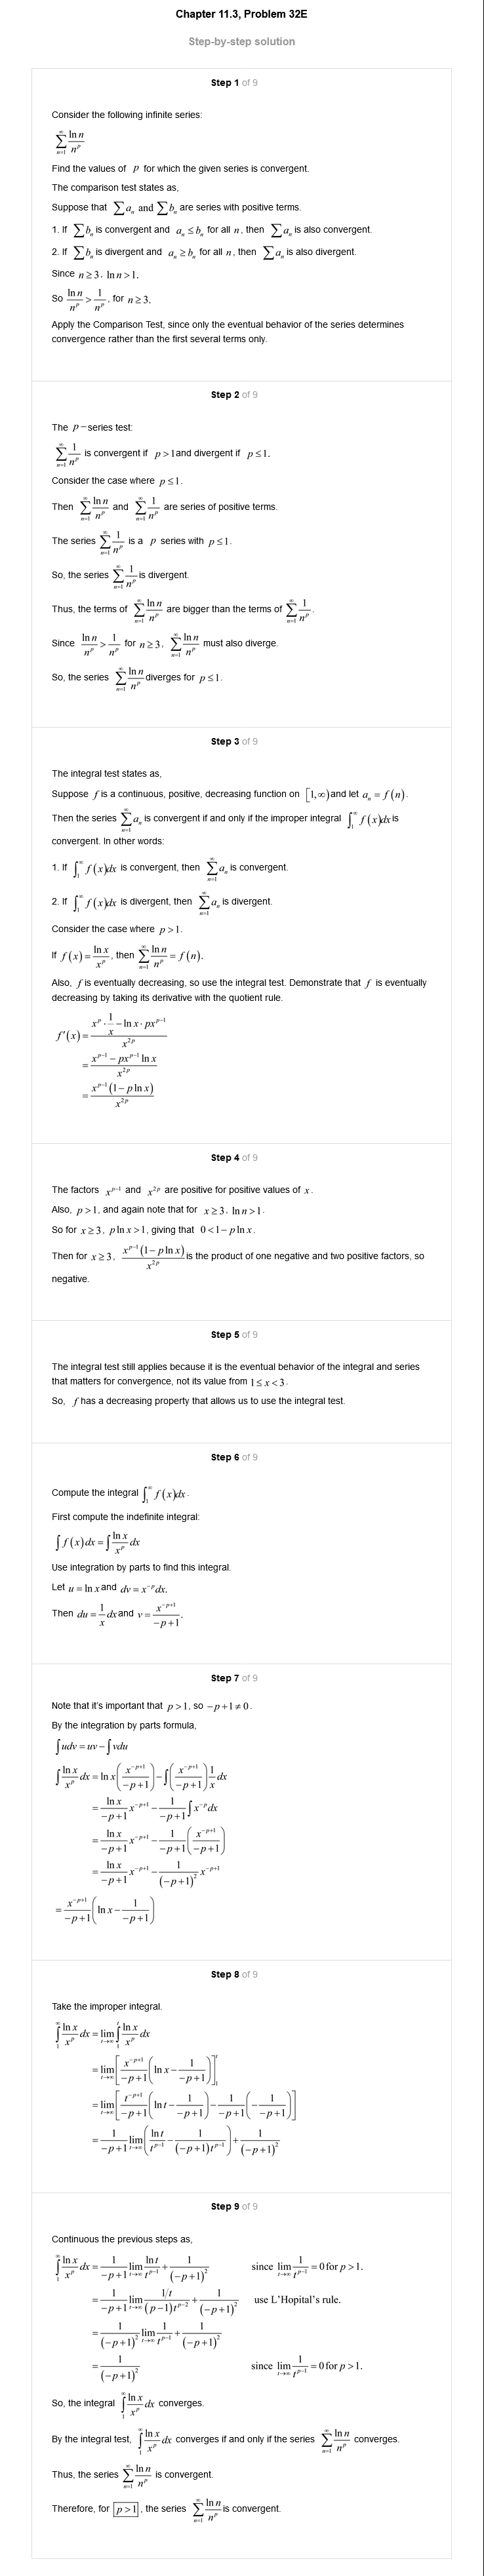 Chapter 11.3, Problem 32E
Step-by-step solution
Step 1 of 9
Consider the following infinite series:
$\sum_{n=1}^{\infty} \frac{\ln n}{n^p}$
Find the values of $p$ for which the given series is convergent.
The comparison test states as,
Suppose that $\sum a_n$ and $\sum b_n$ are series with positive terms.
1. If $\sum b_n$ is convergent and $a_n \le b_n$ for all $n$, then $\sum a_n$ is also convergent.
2. If $\sum b_n$ is divergent and $a_n \ge b_n$ for all $n$, then $\sum a_n$ is also divergent.
Since $n \ge 3$, $\ln n > 1$.
So $\frac{\ln n}{n^p} > \frac{1}{n^p}$, for $n \ge 3$.
Apply the Comparison Test, since only the eventual behavior of the series determines
convergence rather than the first several terms only.
Step 2 of 9
The $p-$series test:
$\sum_{n=1}^{\infty} \frac{1}{n^p}$ is convergent if $p > 1$ and divergent if $p \le 1$.
Consider the case where $p \le 1$.
Then $\sum_{n=1}^{\infty} \frac{\ln n}{n^p}$ and $\sum_{n=1}^{\infty} \frac{1}{n^p}$ are series of positive terms.
The series $\sum_{n=1}^{\infty} \frac{1}{n^p}$ is a $p$ series with $p \le 1$.
So, the series $\sum_{n=1}^{\infty} \frac{1}{n^p}$ is divergent.
Thus, the terms of $\sum_{n=1}^{\infty} \frac{\ln n}{n^p}$ are bigger than the terms of $\sum_{n=1}^{\infty} \frac{1}{n^p}$.
Since $\frac{\ln n}{n^p} > \frac{1}{n^p}$ for $n \ge 3$, $\sum_{n=1}^{\infty} \frac{\ln n}{n^p}$ must also diverge.
So, the series $\sum_{n=1}^{\infty} \frac{\ln n}{n^p}$ diverges for $p \le 1$.
Step 3 of 9
The integral test states as,
Suppose $f$ is a continuous, positive, decreasing function on $[1, \infty)$ and let $a_n = f(n)$.
Then the series $\sum_{n=1}^{\infty} a_n$ is convergent if and only if the improper integral $\int_1^{\infty} f(x)dx$ is
convergent. In other words:
1. If $\int_1^{\infty} f(x)dx$ is convergent, then $\sum_{n=1}^{\infty} a_n$ is convergent.
2. If $\int_1^{\infty} f(x)dx$ is divergent, then $\sum_{n=1}^{\infty} a_n$ is divergent.
Consider the case where $p > 1$.
If $f(x) = \frac{\ln x}{x^p}$, then $\sum_{n=1}^{\infty} \frac{\ln n}{n^p} = f(n)$.
Also, $f$ is eventually decreasing, so use the integral test. Demonstrate that $f$ is eventually
decreasing by taking its derivative with the quotient rule.
$f'(x) = \frac{x^p \cdot \frac{1}{x} - \ln x \cdot px^{p-1}}{x^{2p}}$
$= \frac{x^{p-1} - px^{p-1} \ln x}{x^{2p}}$
$= \frac{x^{p-1}(1 - p \ln x)}{x^{2p}}$
Step 4 of 9
The factors $x^{p-1}$ and $x^{2p}$ are positive for positive values of $x$.
Also, $p > 1$, and again note that for $x \ge 3$, $\ln n > 1$.
So for $x \ge 3$, $p \ln x > 1$, giving that $0 < 1 - p \ln x$.
Then for $x \ge 3$, $\frac{x^{p-1}(1 - p \ln x)}{x^{2p}}$ is the product of one negative and two positive factors, so
negative.
Step 5 of 9
The integral test still applies because it is the eventual behavior of the integral and series
that matters for convergence, not its value from $1 \le x < 3$.
So, $f$ has a decreasing property that allows us to use the integral test.
Step 6 of 9
Compute the integral $\int_1^{\infty} f(x)dx$.
First compute the indefinite integral:
$\int f(x)dx = \int \frac{\ln x}{x^p} dx$
Use integration by parts to find this integral.
Let $u = \ln x$ and $dv = x^{-p}dx$.
Then $du = \frac{1}{x}dx$ and $v = \frac{x^{-p+1}}{-p+1}$.
Step 7 of 9
Note that it's important that $p > 1$, so $-p+1 \ne 0$.
By the integration by parts formula,
$\int udv = uv - \int vdu$
$\int \frac{\ln x}{x^p} dx = \ln x \left(\frac{x^{-p+1}}{-p+1}\right) - \int \left(\frac{x^{-p+1}}{-p+1}\right) \frac{1}{x} dx$
$= \frac{\ln x}{-p+1} x^{-p+1} - \frac{1}{-p+1} \int x^{-p} dx$
$= \frac{\ln x}{-p+1} x^{-p+1} - \frac{1}{-p+1} \left(\frac{x^{-p+1}}{-p+1}\right)$
$= \frac{\ln x}{-p+1} x^{-p+1} - \frac{1}{(-p+1)^2} x^{-p+1}$
$= \frac{x^{-p+1}}{-p+1} \left(\ln x - \frac{1}{-p+1}\right)$
Step 8 of 9
Take the improper integral.
$\int_1^{\infty} \frac{\ln x}{x^p} dx = \lim_{t \to \infty} \int_1^t \frac{\ln x}{x^p} dx$
$= \lim_{t \to \infty} \left[\frac{x^{-p+1}}{-p+1} \left(\ln x - \frac{1}{-p+1}\right)\right]_1^t$
$= \lim_{t \to \infty} \left[\frac{t^{-p+1}}{-p+1} \left(\ln t - \frac{1}{-p+1}\right) - \frac{1}{-p+1} \left(-\frac{1}{-p+1}\right)\right]$
$= \frac{1}{-p+1} \lim_{t \to \infty} \left(\frac{\ln t}{t^{p-1}} - \frac{1}{(-p+1)t^{p-1}}\right) + \frac{1}{(-p+1)^2}$
Step 9 of 9
Continuous the previous steps as,
$\int_1^{\infty} \frac{\ln x}{x^p} dx = \frac{1}{-p+1} \lim_{t \to \infty} \frac{\ln t}{t^{p-1}} + \frac{1}{(-p+1)^2}$ since $\lim_{t \to \infty} \frac{1}{t^{p-1}} = 0$ for $p > 1$.
$= \frac{1}{-p+1} \lim_{t \to \infty} \frac{1/t}{(p-1)t^{p-2}} + \frac{1}{(-p+1)^2}$ use L'Hopital's rule.
$= \frac{1}{(-p+1)^2} \lim_{t \to \infty} \frac{1}{t^{p-1}} + \frac{1}{(-p+1)^2}$
$= \frac{1}{(-p+1)^2}$ since $\lim_{t \to \infty} \frac{1}{t^{p-1}} = 0$ for $p > 1$.
So, the integral $\int_1^{\infty} \frac{\ln x}{x^p} dx$ converges.
By the integral test, $\int_1^{\infty} \frac{\ln x}{x^p} dx$ converges if and only if the series $\sum_{n=1}^{\infty} \frac{\ln n}{n^p}$ converges.
Thus, the series $\sum_{n=1}^{\infty} \frac{\ln n}{n^p}$ is convergent.
Therefore, for $\boxed{p > 1}$, the series $\sum_{n=1}^{\infty} \frac{\ln n}{n^p}$ is convergent.